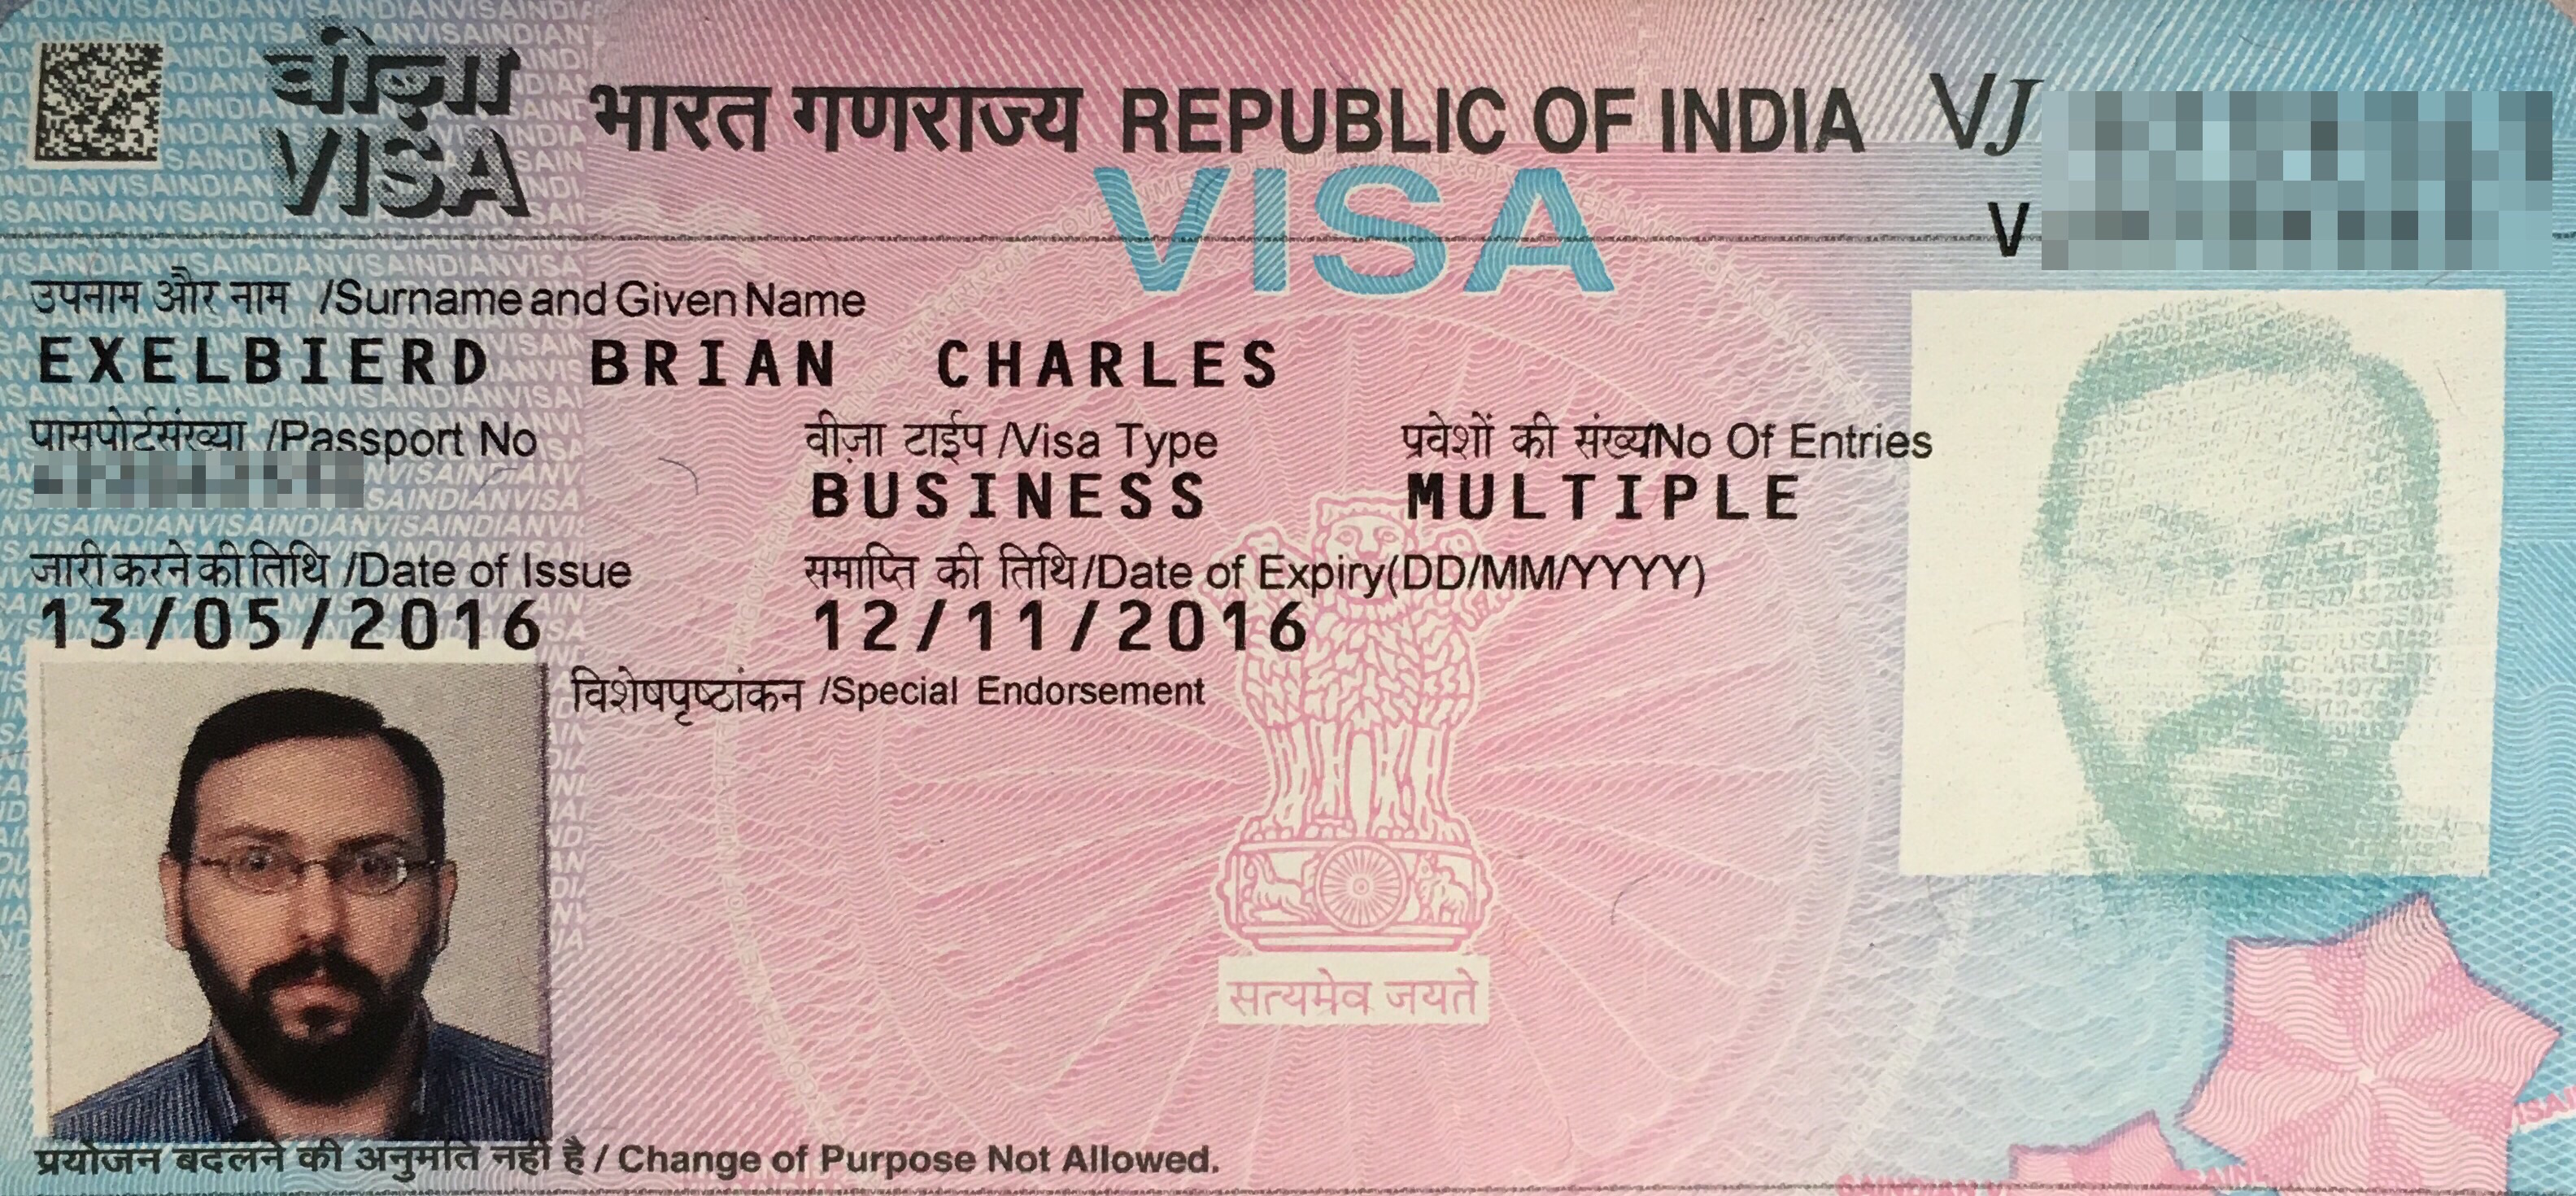 वीज़ा
VISA
भारत गणराज्य REPUBLIC OF INDIA VJ
VISA
V
उपनाम और नाम /Surname and Given Name
EXELBIERD BRIAN CHARLES
पासपोर्टसंख्या /Passport No
वीज़ा टाईप /Visa Type
प्रवेशों की संख्य/No Of Entries
BUSINESS MULTIPLE
जारी करने की तिथि /Date of Issue
समाप्ति की तिथि/Date of Expiry(DD/MM/YYYY)
13/05/2016 12/11/2016
विशेषपृष्ठांकन /Special Endorsement
सत्यमेव जयते
प्रयोजन बदलने की अनुमति नहीं है / Change of Purpose Not Allowed.